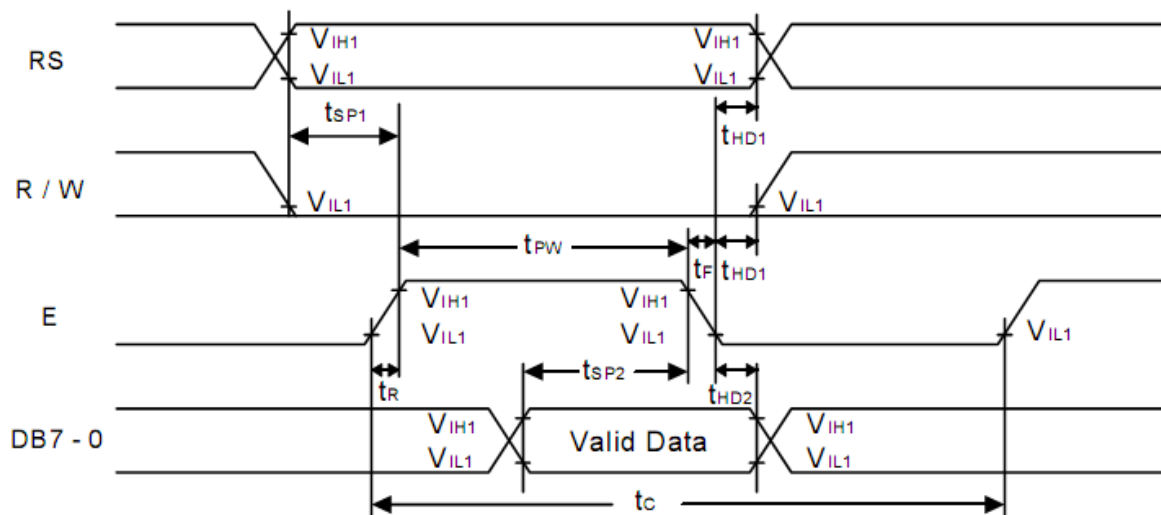 RS
VIH1 VIH1
VIL1 VIL1
tSP1
tHD1
R / W
VIL1 VIL1
tPW
tF tHD1
E
VIH1 VIH1
VIL1 VIL1 VIL1
tR
tSP2
tHD2
DB7 - 0
VIH1 Valid Data VIH1
VIL1 VIL1
tC